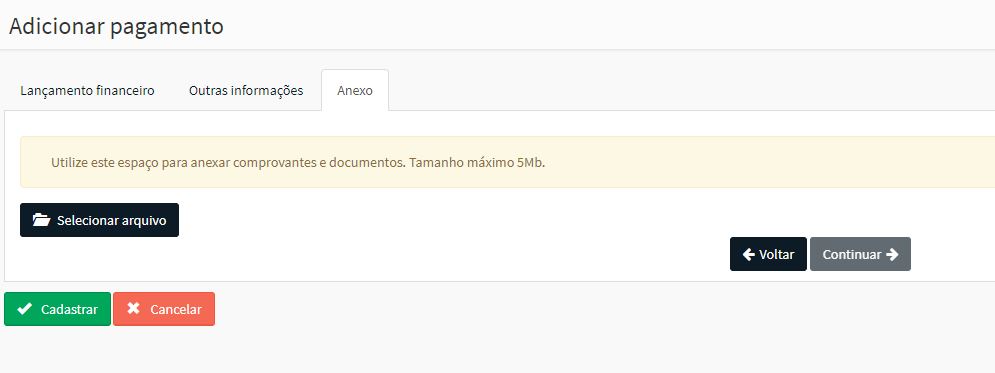 Adicionar pagamento
Lançamento financeiro Outras informações Anexo
Utilize este espaço para anexar comprovantes e documentos. Tamanho máximo 5Mb.
Selecionar arquivo
Voltar Continuar
Cadastrar Cancelar